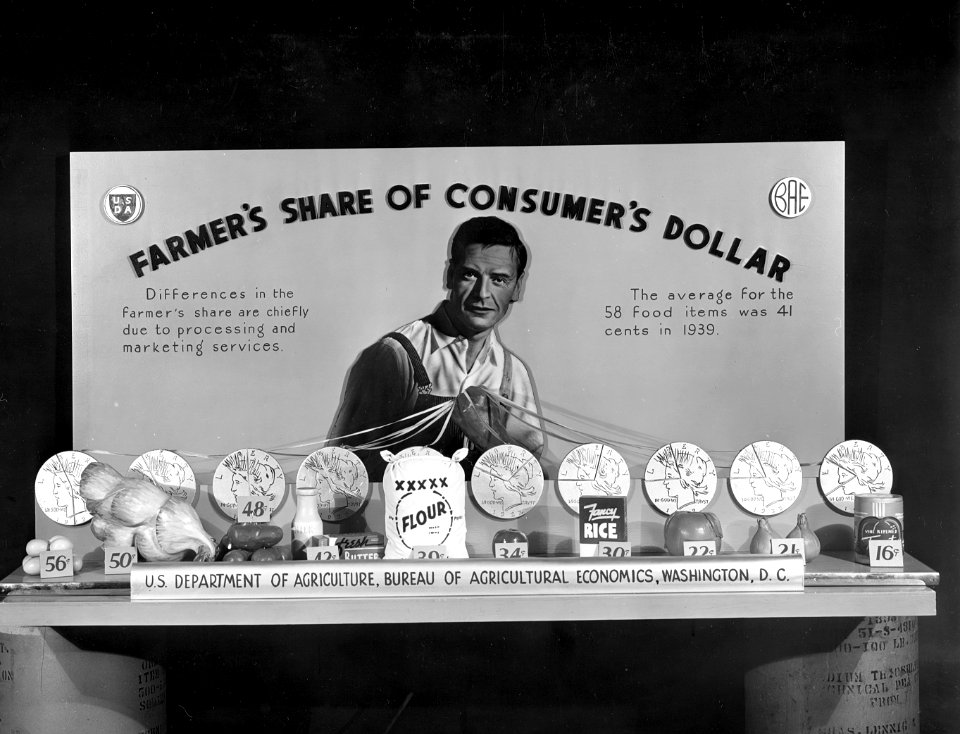 U S
D A
BAE
FARMER'S SHARE OF CONSUMER'S DOLLAR
Differences in the
farmer's share are chiefly
due to processing and
marketing services.
The average for the
58 food items was 41
cents in 1939.
XXXXX
FLOUR
Fancy
RICE
fresh
BUTTER
56¢
50¢
48¢
42¢
39¢
34¢
30¢
22¢
21¢
16¢
U.S. DEPARTMENT OF AGRICULTURE, BUREAU OF AGRICULTURAL ECONOMICS, WASHINGTON, D. C.